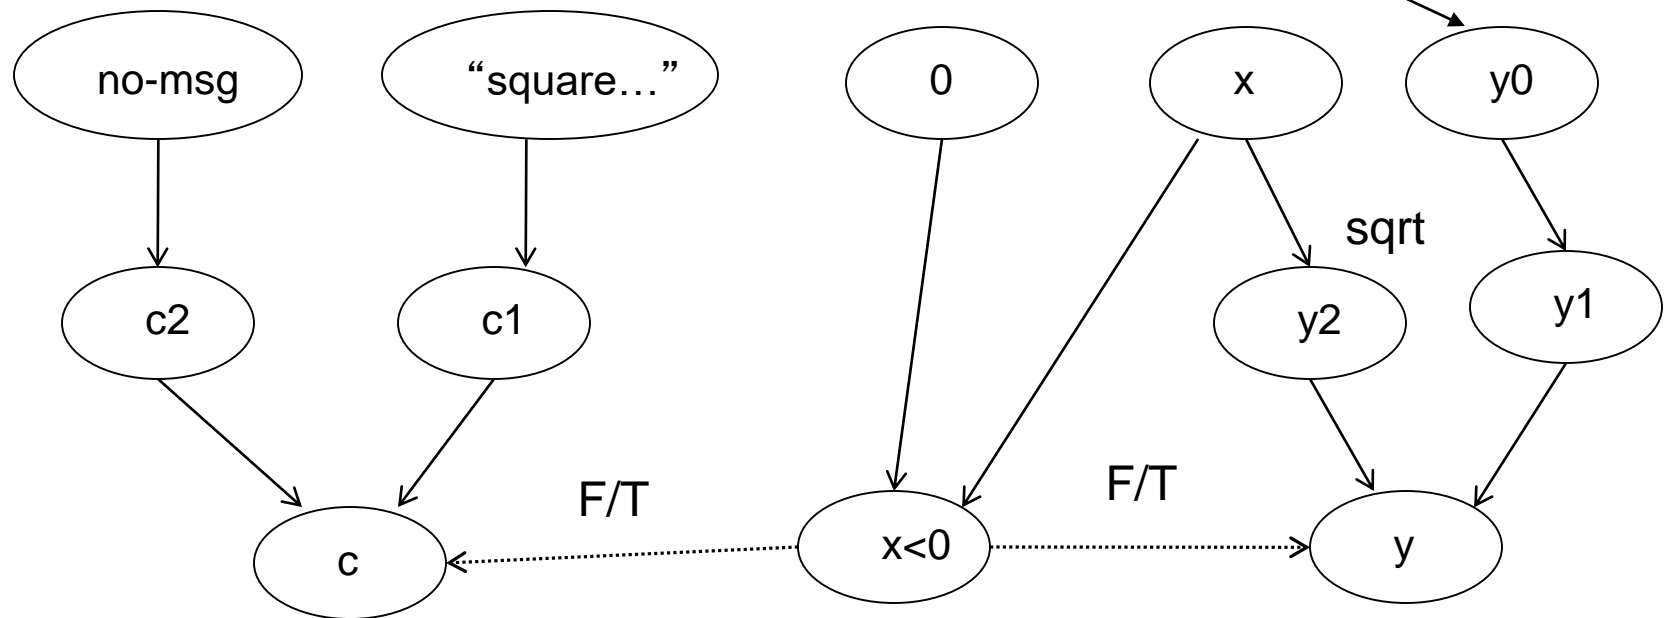 no-msg
“square…”
0
x
y0
sqrt
c2
c1
y2
y1
F/T
F/T
c
x<0
y